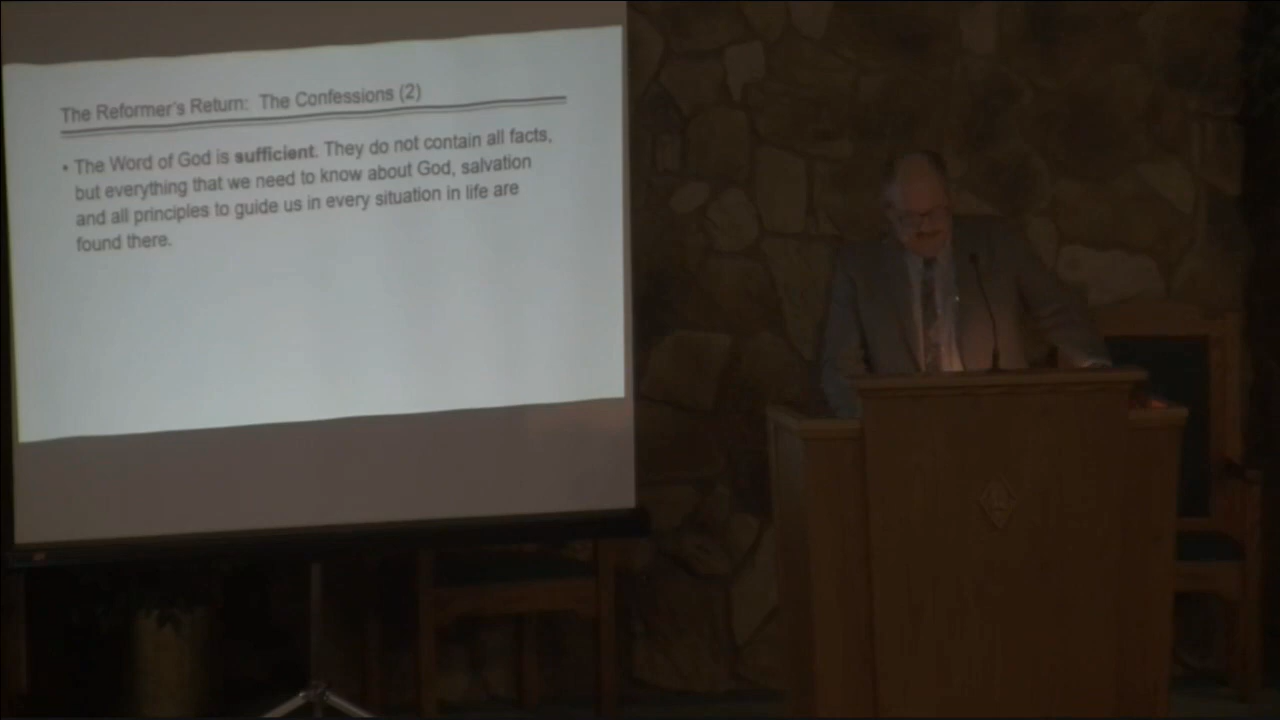 The Reformer's Return: The Confessions (2)
• The Word of God is sufficient. They do not contain all facts,
but everything that we need to know about God, salvation
and all principles to guide us in every situation in life are
found there.